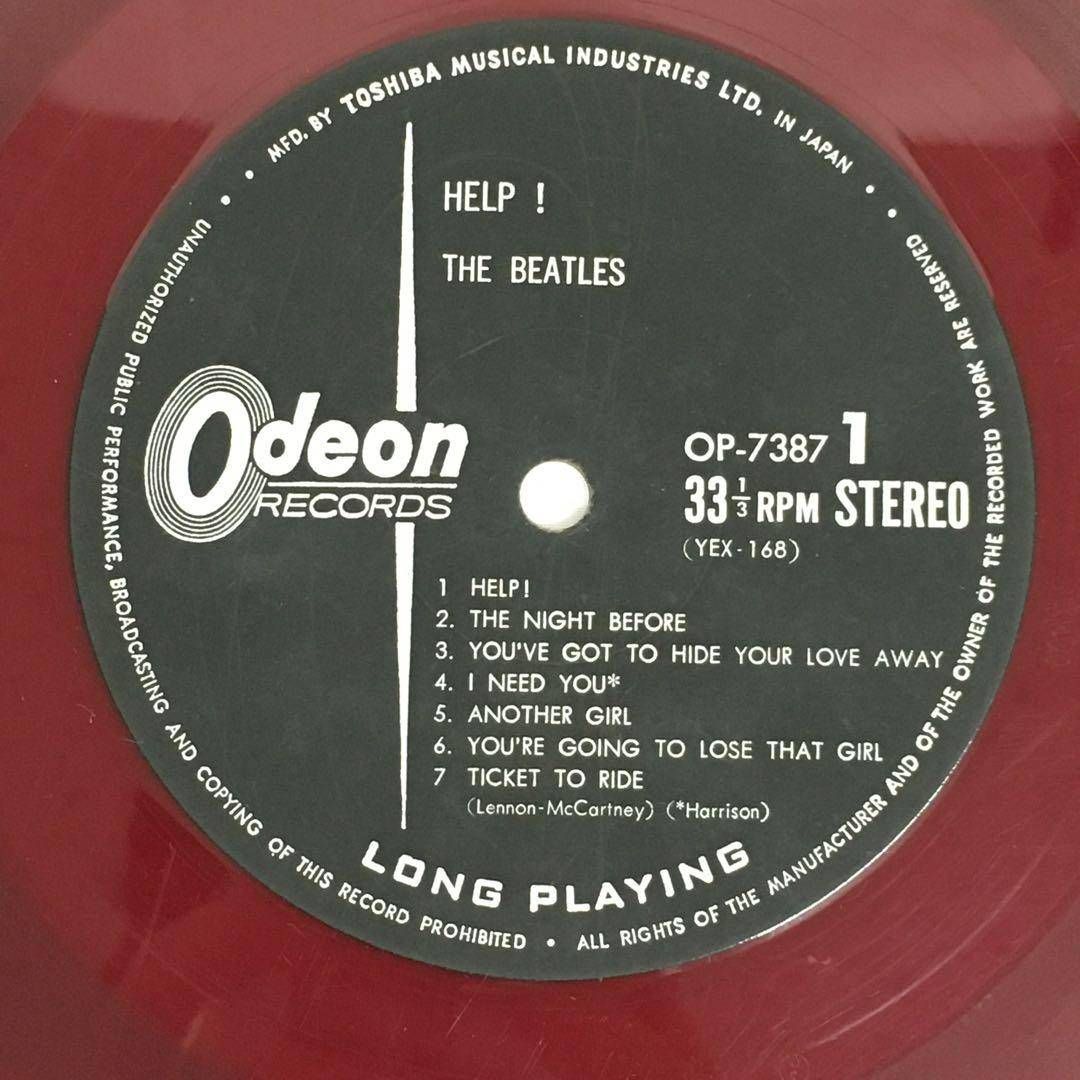 MFD. BY TOSHIBA MUSICAL INDUSTRIES LTD. IN JAPAN
HELP !
THE BEATLES
Odeon
RECORDS
OP-7387 1
33 1/3 RPM STEREO
(YEX-168)
1 HELP!
2. THE NIGHT BEFORE
3. YOU'VE GOT TO HIDE YOUR LOVE AWAY
4. I NEED YOU*
5. ANOTHER GIRL
6. YOU'RE GOING TO LOSE THAT GIRL
7 TICKET TO RIDE
(Lennon-McCartney) (*Harrison)
LONG PLAYING
UNAUTHORIZED PUBLIC PERFORMANCE, BROADCASTING AND COPYING OF THIS RECORD PROHIBITED • ALL RIGHTS OF THE MANUFACTURER AND OF THE OWNER OF THE RECORDED WORK ARE RESERVED